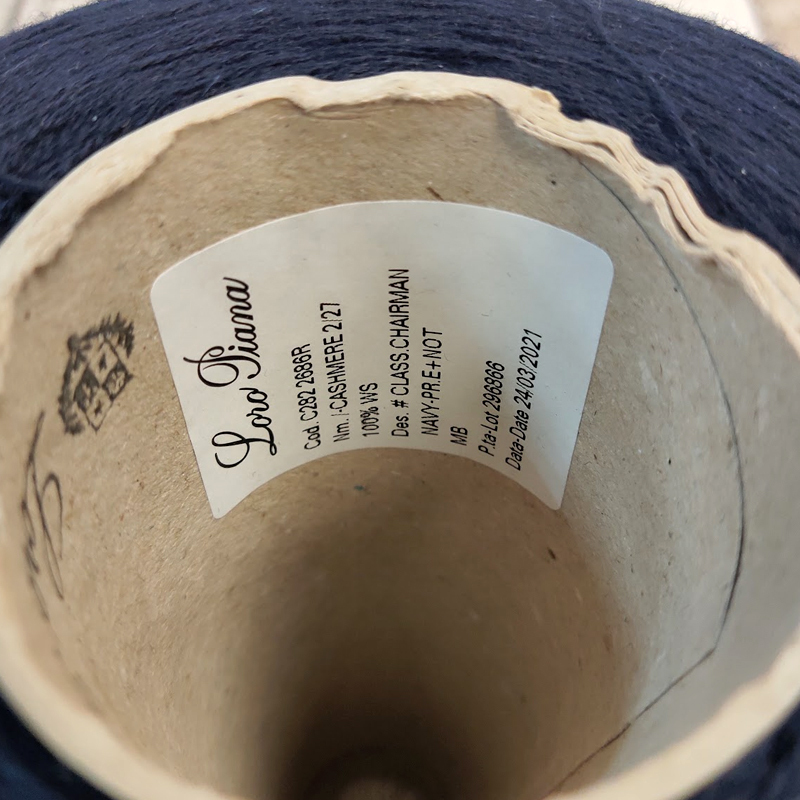 Loro Piana
Cod. C282 2686R
Nm. I-CASHMERE 2/27
100% WS
Des. # CLASS.CHAIRMAN
NAVY-PR.E+NOT
MB
P.ta-Lot 296866
Data-Date 24/03/2021